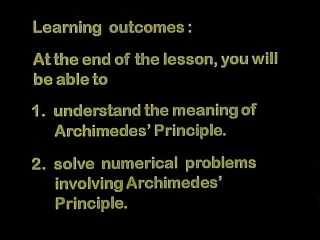 Learning outcomes :
At the end of the lesson, you will
be able to
1. understand the meaning of
Archimedes’ Principle.
2. solve numerical problems
involving Archimedes’
Principle.